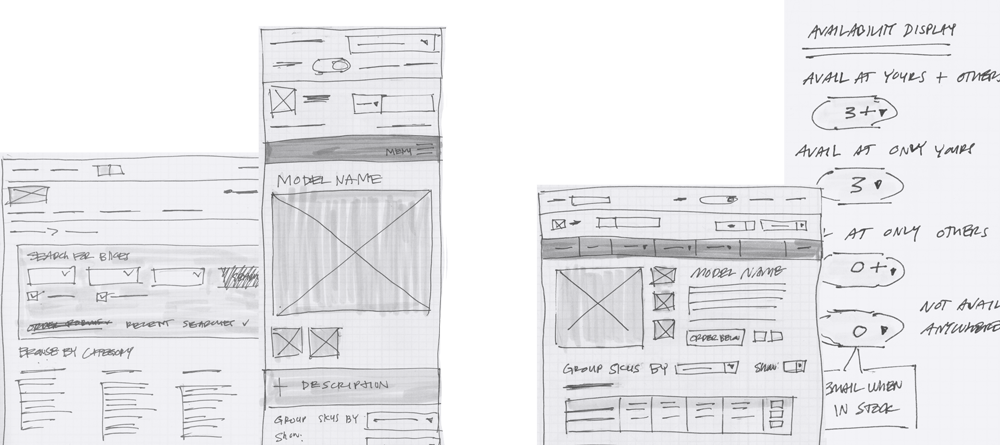 SEARCH FOR BIKES
ORDER FORMS
RECENT SEARCHES
BROWSE BY CATEGORY
MENU
MODEL NAME
+ DESCRIPTION
GROUP SKUS BY:
SHOW:
MODEL NAME
ORDER BELOW
GROUP SKUS BY
SHOW:
AVAILABILITY DISPLAY
AVAIL AT YOURS + OTHERS
3+
AVAIL AT ONLY YOURS
3
AT ONLY OTHERS
0+
NOT AVAIL
ANYWHERE
0
EMAIL WHEN
IN STOCK